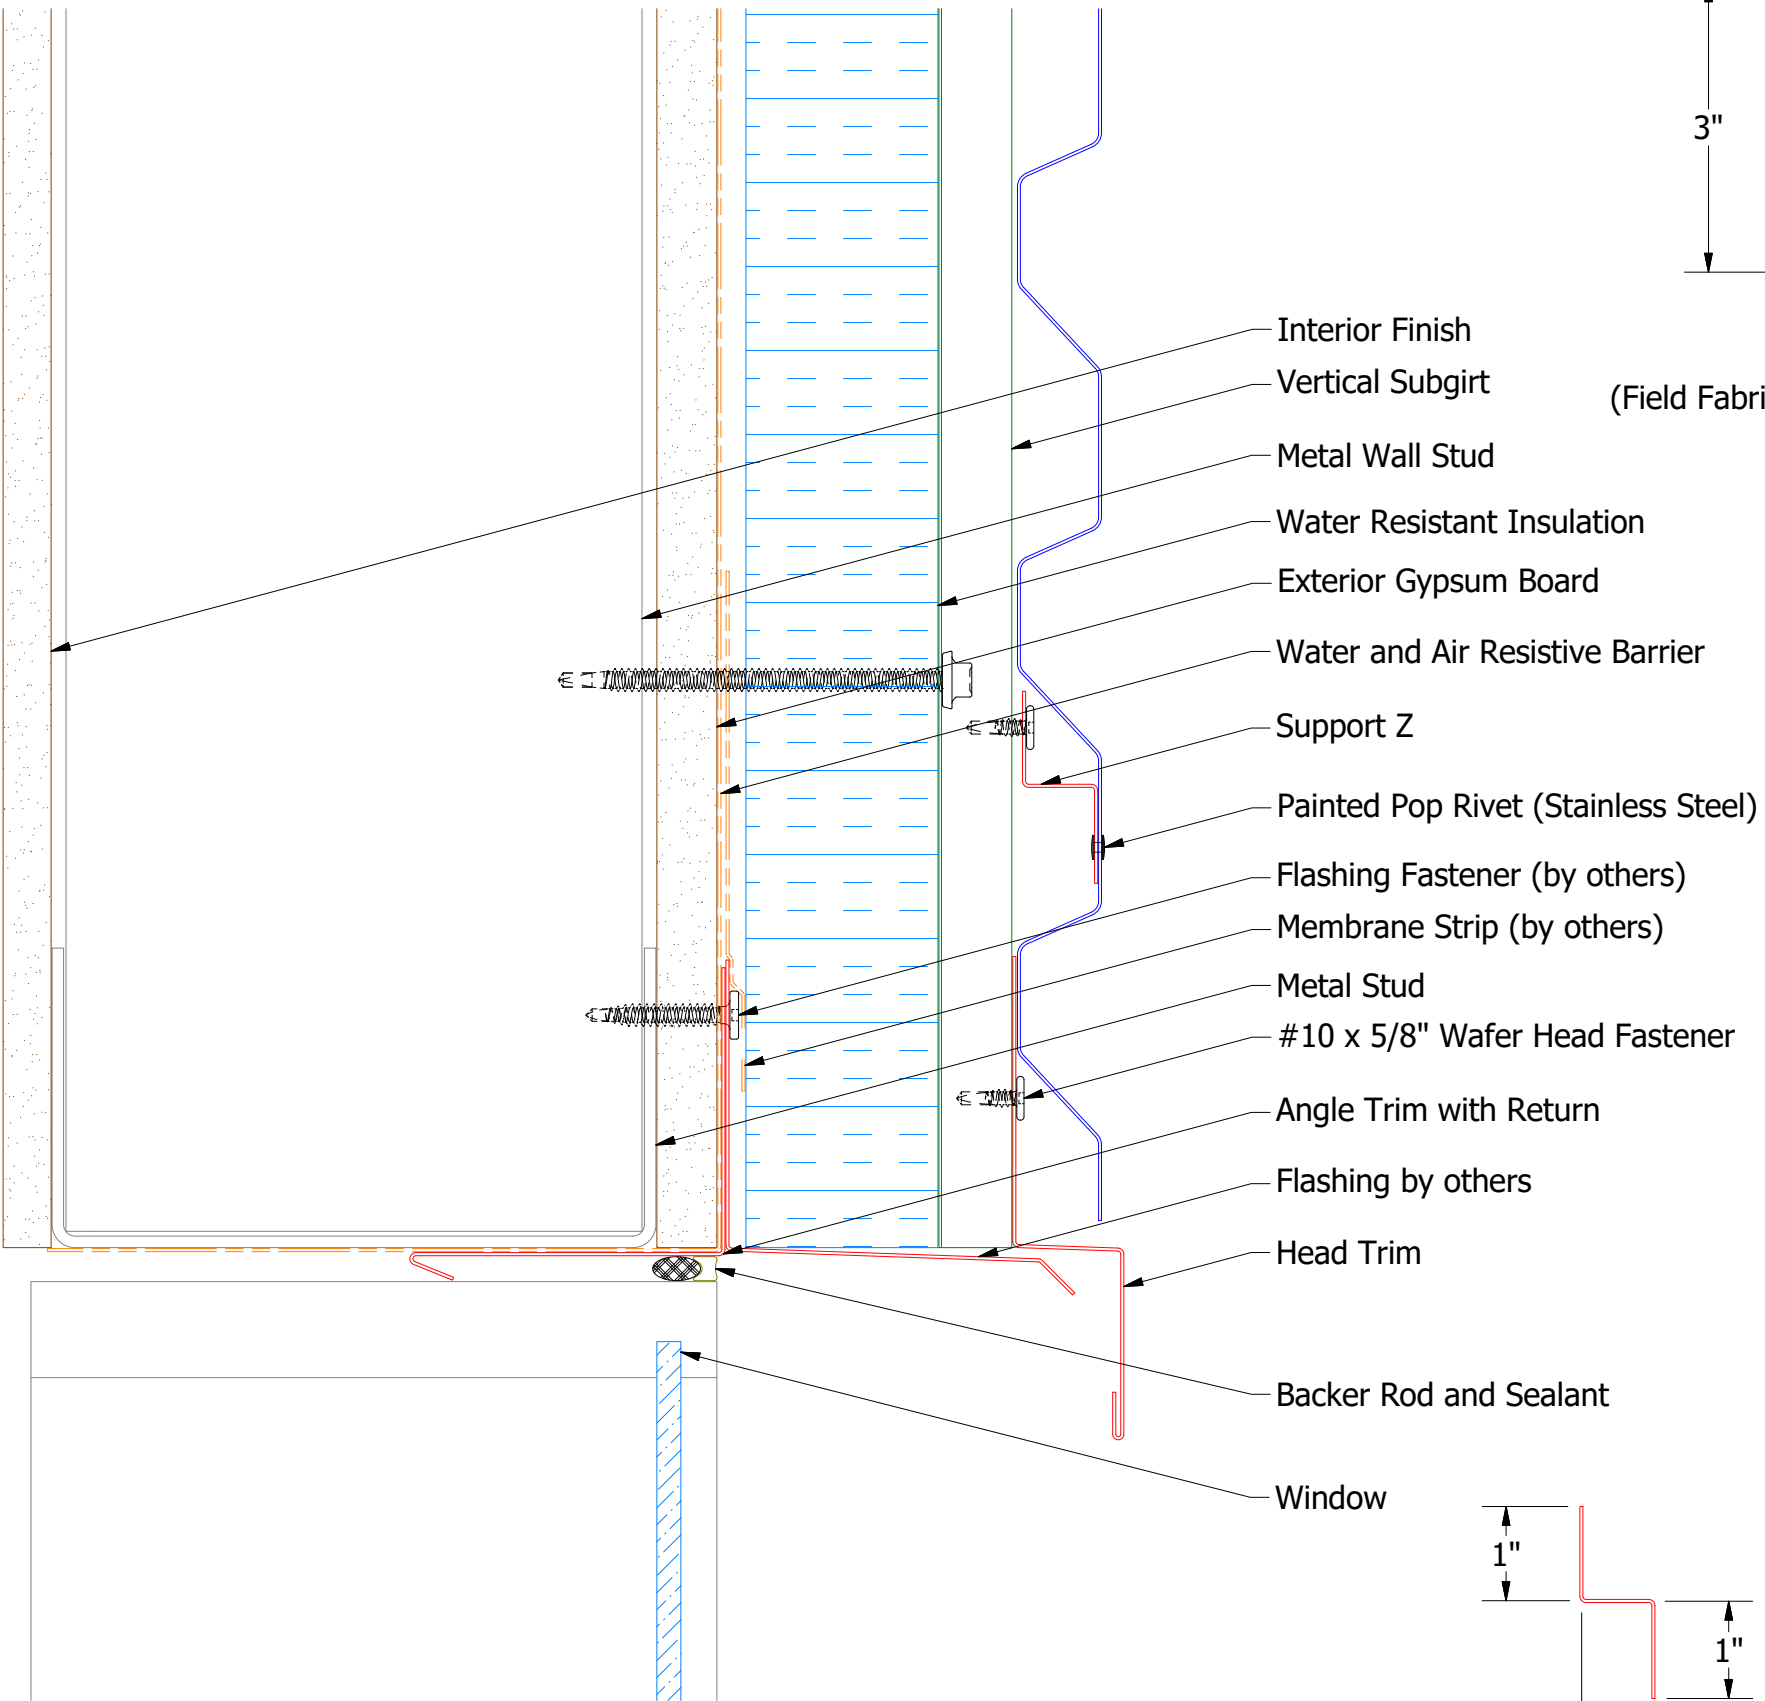 3"
Interior Finish
Vertical Subgirt
(Field Fabri
Metal Wall Stud
Water Resistant Insulation
Exterior Gypsum Board
Water and Air Resistive Barrier
Support Z
Painted Pop Rivet (Stainless Steel)
Flashing Fastener (by others)
Membrane Strip (by others)
Metal Stud
#10 x 5/8" Wafer Head Fastener
Angle Trim with Return
Flashing by others
Head Trim
Backer Rod and Sealant
Window
1"
1"